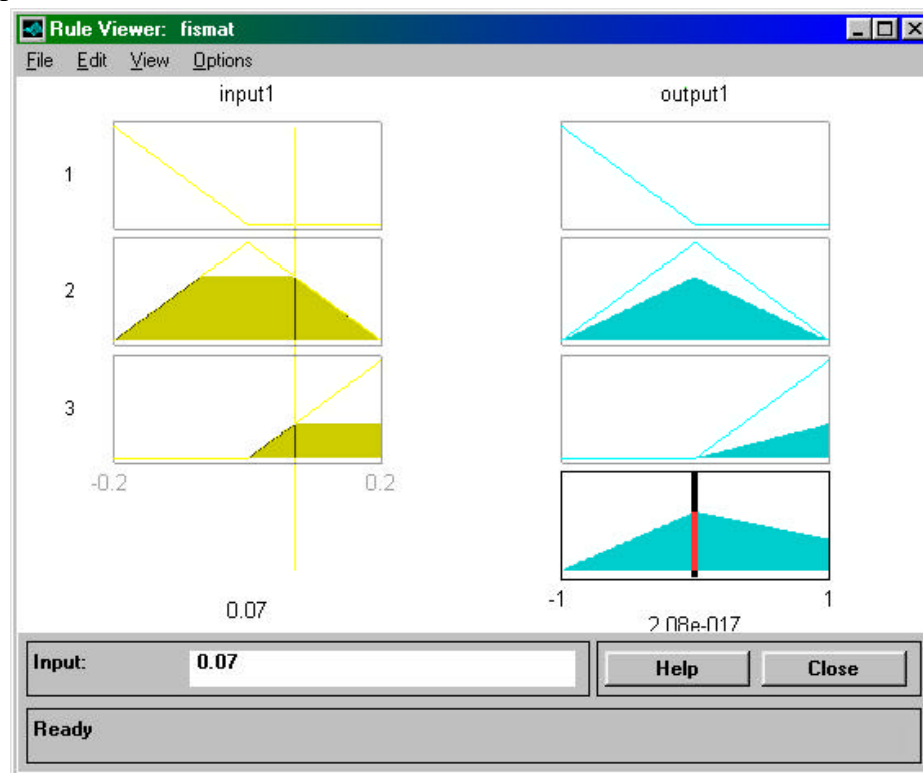 Rule Viewer: fismat
File Edit View Options
input1 output1
1
2
3
-0.2 0.2
-1 1
0.07 2.08e-017
Input: 0.07 Help Close
Ready